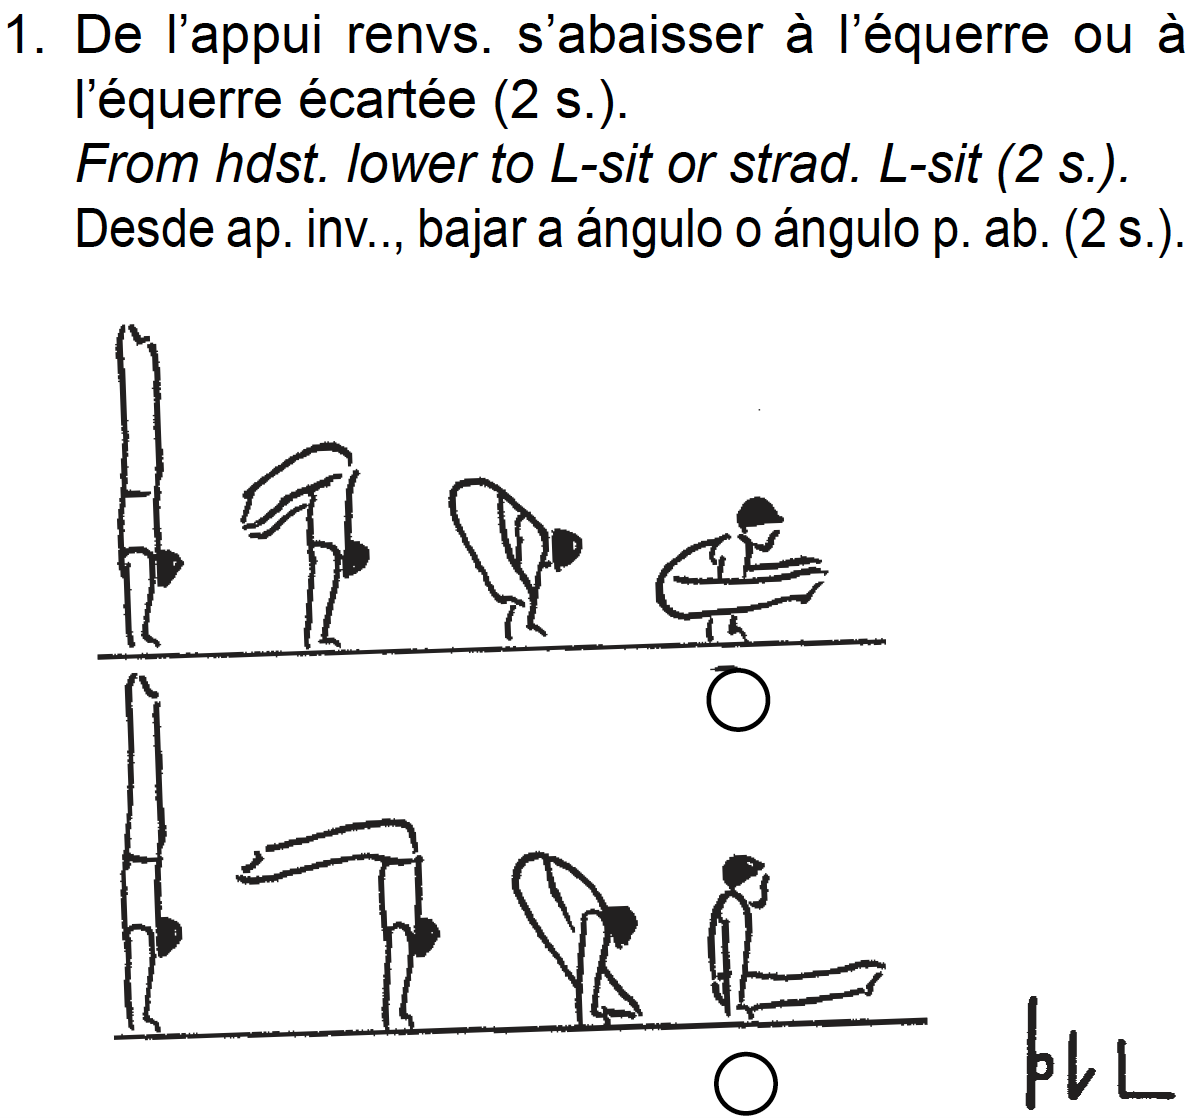 1. De l’appui renvs. s’abaisser à l’équerre ou à
l’équerre écartée (2 s.).
From hdst. lower to L-sit or strad. L-sit (2 s.).
Desde ap. inv.., bajar a ángulo o ángulo p. ab. (2 s.).